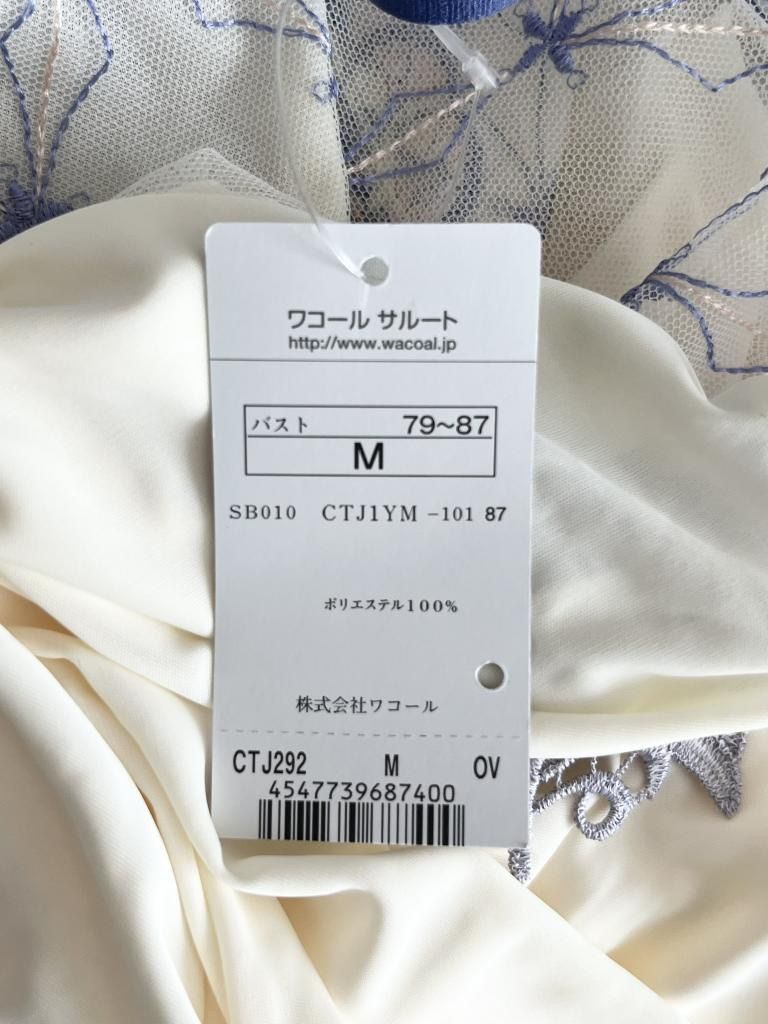 ワコール サルート
http://www.wacoal.jp
バスト 79~87
M
SB010 CTJ1YM -101 87
ポリエステル100%
株式会社ワコール
CTJ292 M OV
4547739687400